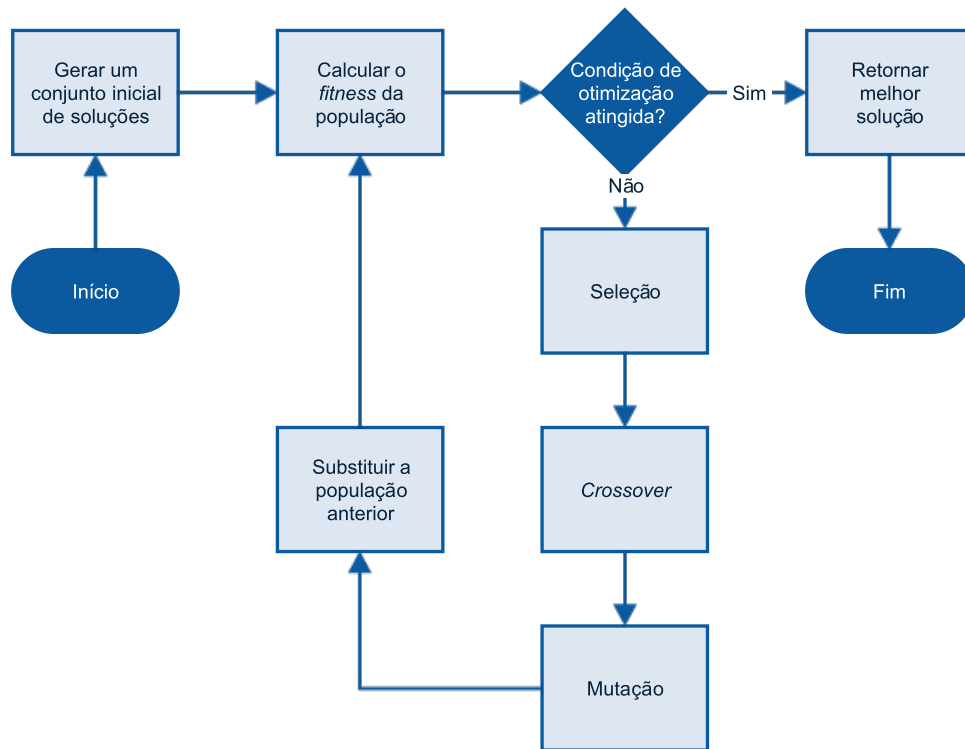 Gerar um
conjunto inicial
de soluções
Calcular o
fitness da
população
Condição de
otimização
atingida?
Sim
Retornar
melhor
solução
Não
Início
Seleção
Fim
Substituir a
população
anterior
Crossover
Mutação